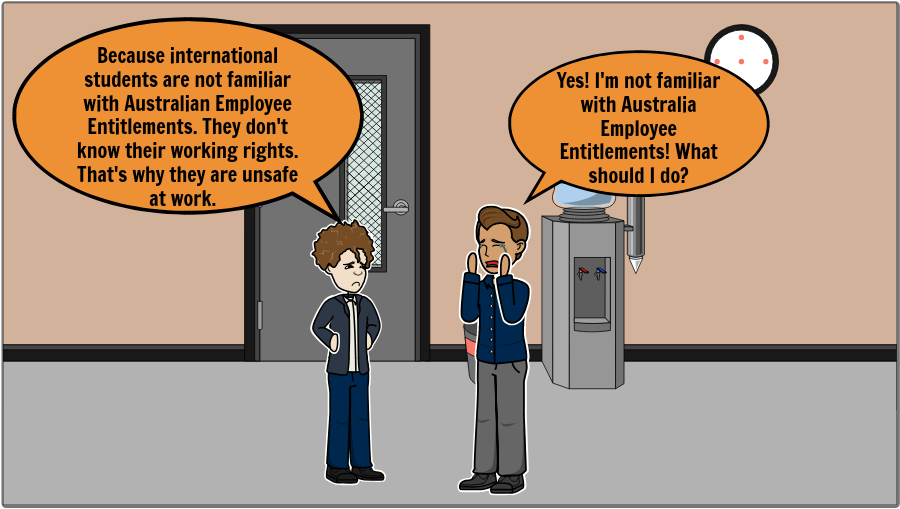 Because international
students are not familiar
with Australian Employee
Entitlements. They don't
know their working rights.
That's why they are unsafe
at work.
Yes! I'm not familiar
with Australia
Employee
Entitlements! What
should I do?